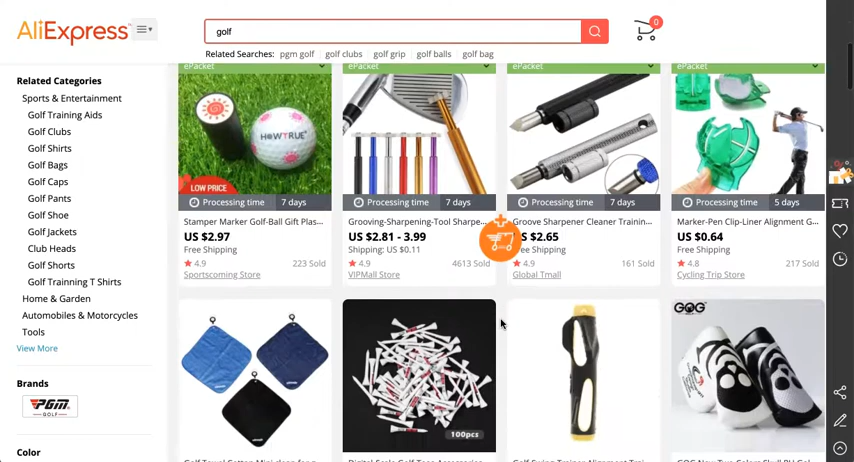 AliExpress™
golf
0
Related Searches: pgm golf golf clubs golf grip golf balls golf bag
Related Categories
Sports & Entertainment
Golf Training Aids
Golf Clubs
Golf Shirts
Golf Bags
Golf Caps
Golf Pants
Golf Shoe
Golf Jackets
Club Heads
Golf Shorts
Golf Trainning T Shirts
Home & Garden
Automobiles & Motorcycles
Tools
View More
Brands
PGM
GOLF
Color
ePacket
HOWTRUE
LOW PRICE
Processing time 7 days
Stamper Marker Golf-Ball Gift Plas...
US $2.97
Free Shipping
4.9 223 Sold
Sportscoming Store
ePacket
Processing time 7 days
Grooving-Sharpening-Tool Sharpe...
US $2.81 - 3.99
Shipping: US $0.11
4.9 4613 Sold
VIPMall Store
ePacket
Processing time 7 days
Groove Sharpener Cleaner Trainin...
US $2.65
Free Shipping
4.9 161 Sold
Global Tmall
ePacket
Processing time 5 days
Marker-Pen Clip-Liner Alignment G...
US $0.64
Free Shipping
4.8 217 Sold
Cycling Trip Store
100pcs
GOG